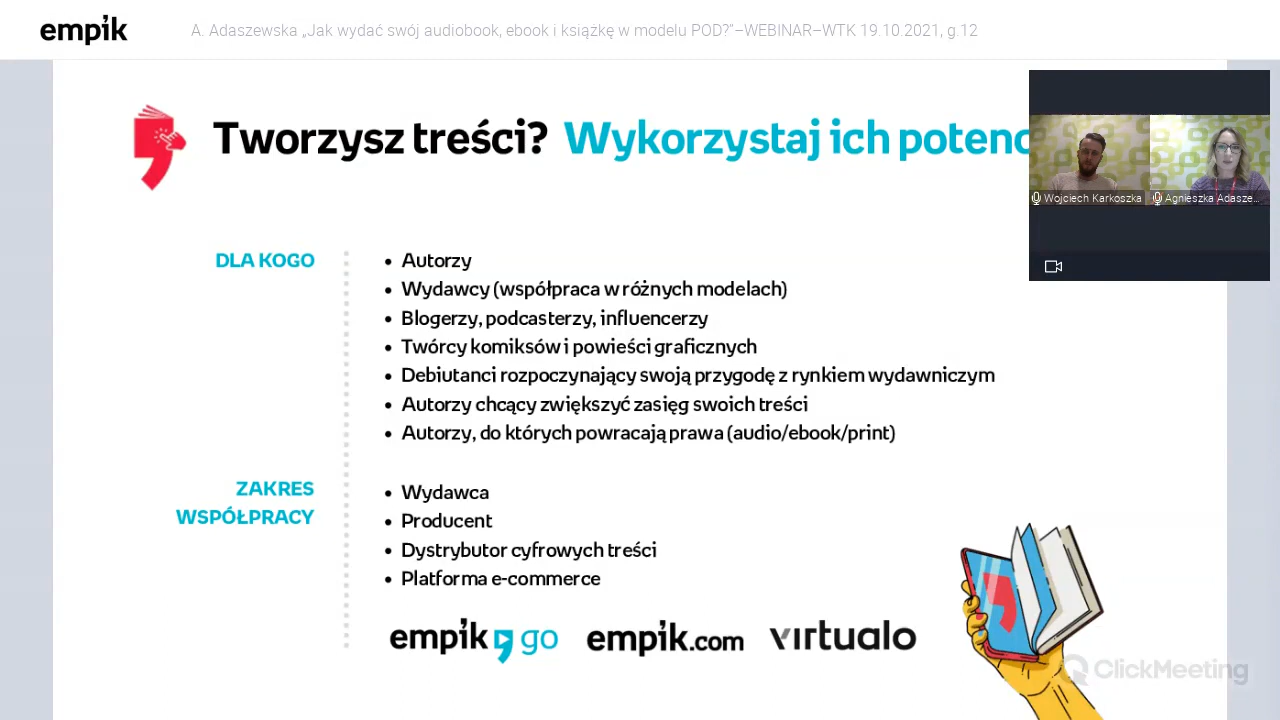 empik
A. Adaszewska „Jak wydać swój audiobook, ebook i książkę w modelu POD?”–WEBINAR–WTK 19.10.2021, g.12
Tworzysz treści? Wykorzystaj ich potenc
Wojciech Karkoszka
Agnieszka Adasze...
DLA KOGO
• Autorzy
• Wydawcy (współpraca w różnych modelach)
• Blogerzy, podcasterzy, influencerzy
• Twórcy komiksów i powieści graficznych
• Debiutanci rozpoczynający swoją przygodę z rynkiem wydawniczym
• Autorzy chcący zwiększyć zasięg swoich treści
• Autorzy, do których powracają prawa (audio/ebook/print)
ZAKRES
WSPÓŁPRACY
• Wydawca
• Producent
• Dystrybutor cyfrowych treści
• Platforma e-commerce
empik go empik.com virtualo
ClickMeeting